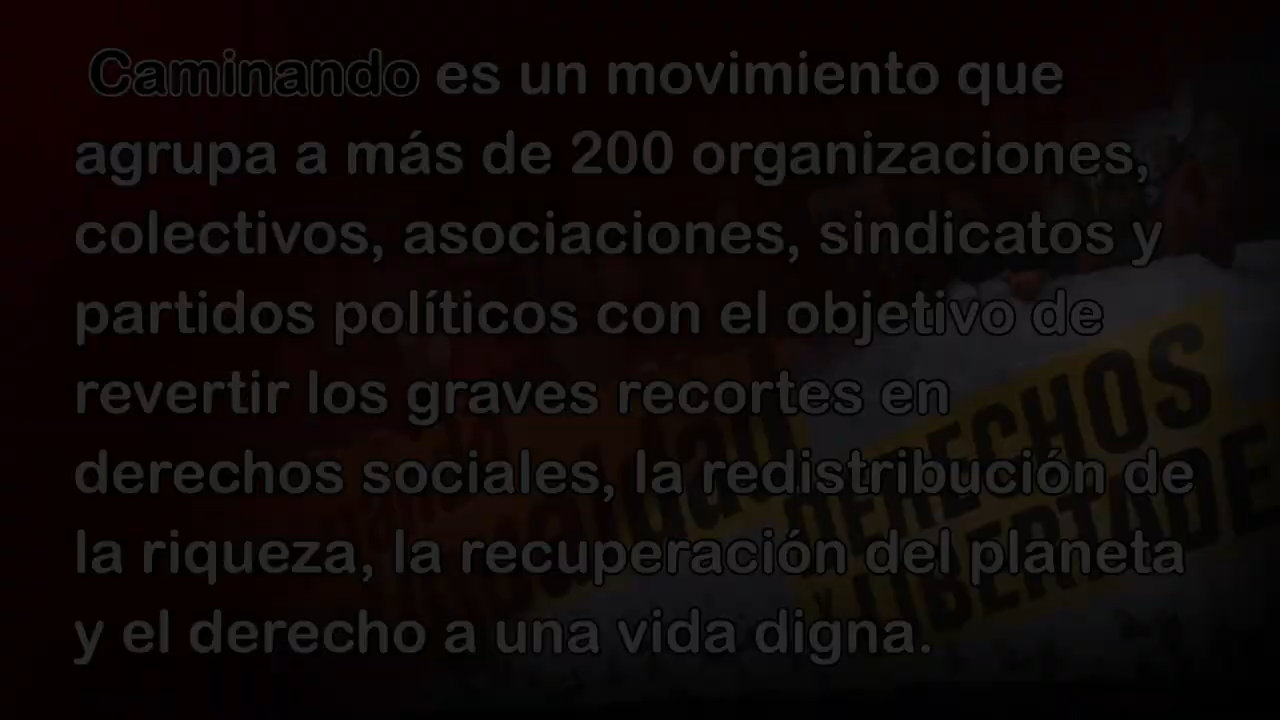 Caminando es un movimiento que
agrupa a más de 200 organizaciones,
colectivos, asociaciones, sindicatos y
partidos políticos con el objetivo de
revertir los graves recortes en
derechos sociales, la redistribución de
la riqueza, la recuperación del planeta
y el derecho a una vida digna.
DERECHOS
Y LIBERTADE